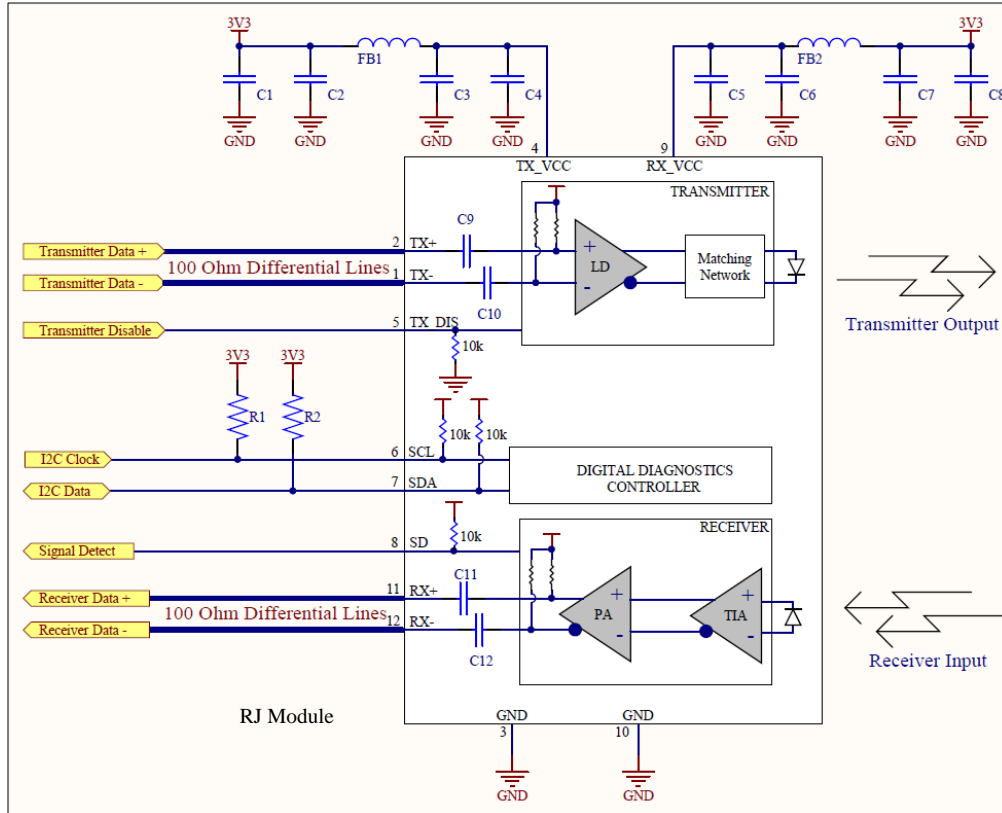 3V3
3V3
FB1
FB2
C1
C2
C3
C4
C5
C6
C7
C8
GND
GND
GND
GND
GND
GND
GND
GND
4
9
TX_VCC
RX_VCC
TRANSMITTER
C9
Transmitter Data +
2
TX+
+
100 Ohm Differential Lines
LD
Matching
Network
Transmitter Data -
1
TX-
-
C10
Transmitter Output
Transmitter Disable
5
TX_DIS
10k
3V3
3V3
R1
R2
10k
10k
I2C Clock
6
SCL
DIGITAL DIAGNOSTICS
CONTROLLER
I2C Data
7
SDA
RECEIVER
10k
Signal Detect
8
SD
C11
Receiver Data +
11
RX+
+
+
100 Ohm Differential Lines
PA
TIA
Receiver Data -
12
RX-
-
-
C12
Receiver Input
RJ Module
GND
GND
3
10
GND
GND